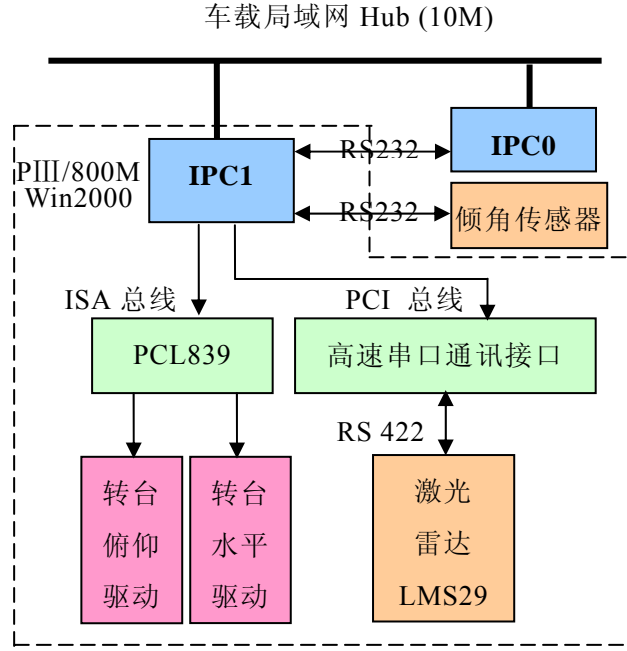 车载局域网 Hub (10M)
RS232
IPC0
PⅢ/800M
Win2000
IPC1
RS232
倾角传感器
ISA 总线
PCI 总线
PCL839
高速串口通讯接口
RS 422
转台
俯仰
驱动
转台
水平
驱动
激光
雷达
LMS29